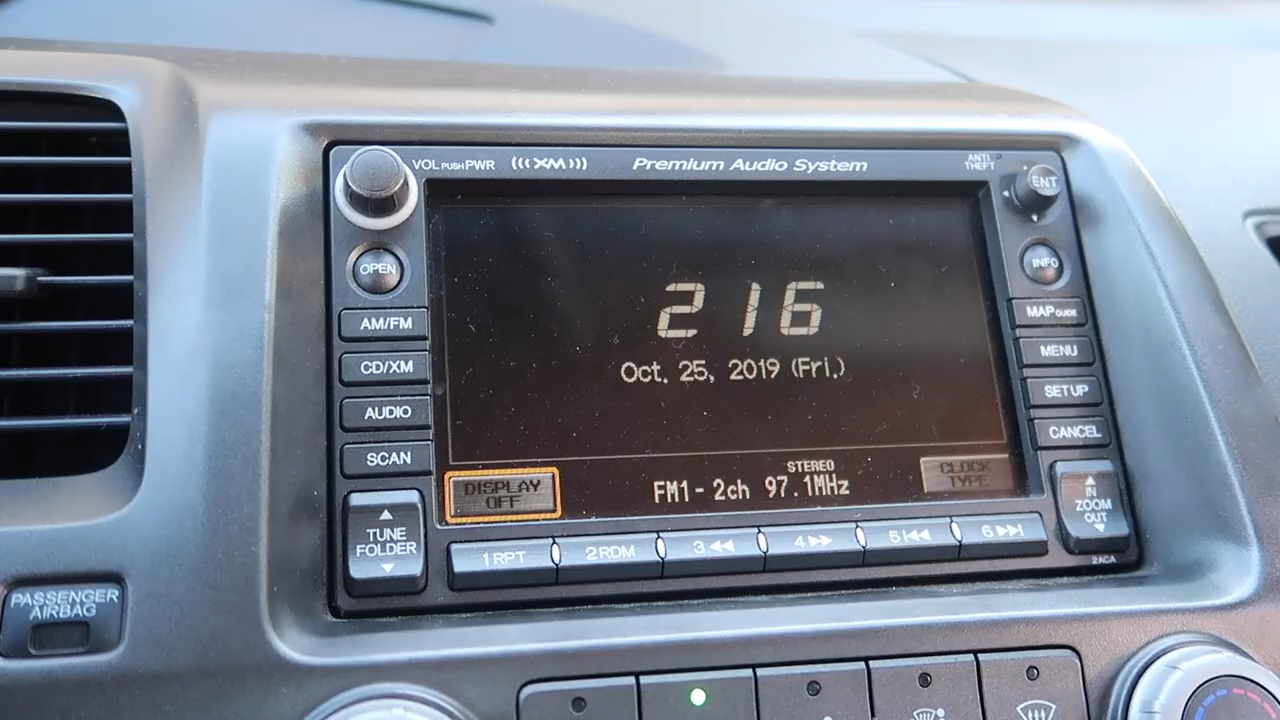 VOL PUSH PWR
XM
Premium Audio System
ANTI
THEFT
ENT
OPEN
INFO
AM/FM
CD/XM
AUDIO
SCAN
TUNE
FOLDER
216
Oct. 25, 2019 (Fri.)
DISPLAY
OFF
STEREO
FM1-2ch 97.1MHz
CLOCK
TYPE
MAP GUIDE
MENU
SETUP
CANCEL
IN
ZOOM
OUT
2ACA
1 RPT
2 RDM
3
4
5
6
PASSENGER
AIRBAG